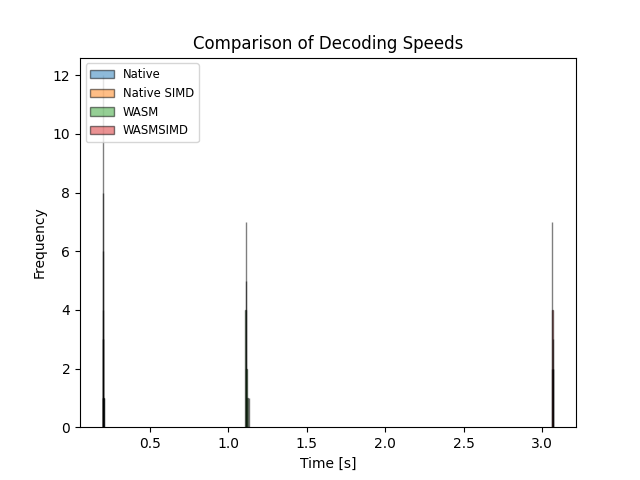 Comparison of Decoding Speeds
Native
Native SIMD
WASM
WASMSIMD
12
10
8
6
4
2
0
Frequency
0.5
1.0
1.5
2.0
2.5
3.0
Time [s]